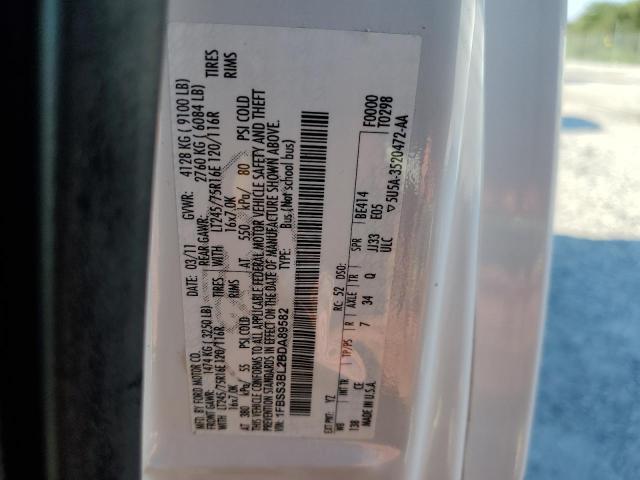 MFD. BY FORD MOTOR CO.
DATE: 03/11 GVWR: 4128 KG ( 9100 LB)
FRONT GAWR: 1474 KG ( 3250 LB) REAR GAWR: 2760 KG ( 6084 LB)
WITH LT245/75R16E 120/116R TIRES WITH LT245/75R16E 120/116R TIRES
16x7.0K RIMS 16x7.0K RIMS
AT 380 kPa/ 55 PSI COLD AT 550 kPa/ 80 PSI COLD
THIS VEHICLE CONFORMS TO ALL APPLICABLE FEDERAL MOTOR VEHICLE SAFETY AND THEFT
PREVENTION STANDARDS IN EFFECT ON THE DATE OF MANUFACTURE SHOWN ABOVE.
VIN: 1FBSS3BL2BDA89582 TYPE: Bus (Not school bus)
EXT PNT: YZ RC: 52 DSO: F0000
WB INT TR TP/PS R AXLE TR SPR BE414 T0298
138 CE 7 34 Q JJ33 E05
ULC
MADE IN U.S.A. 5U5A-3520472-AA